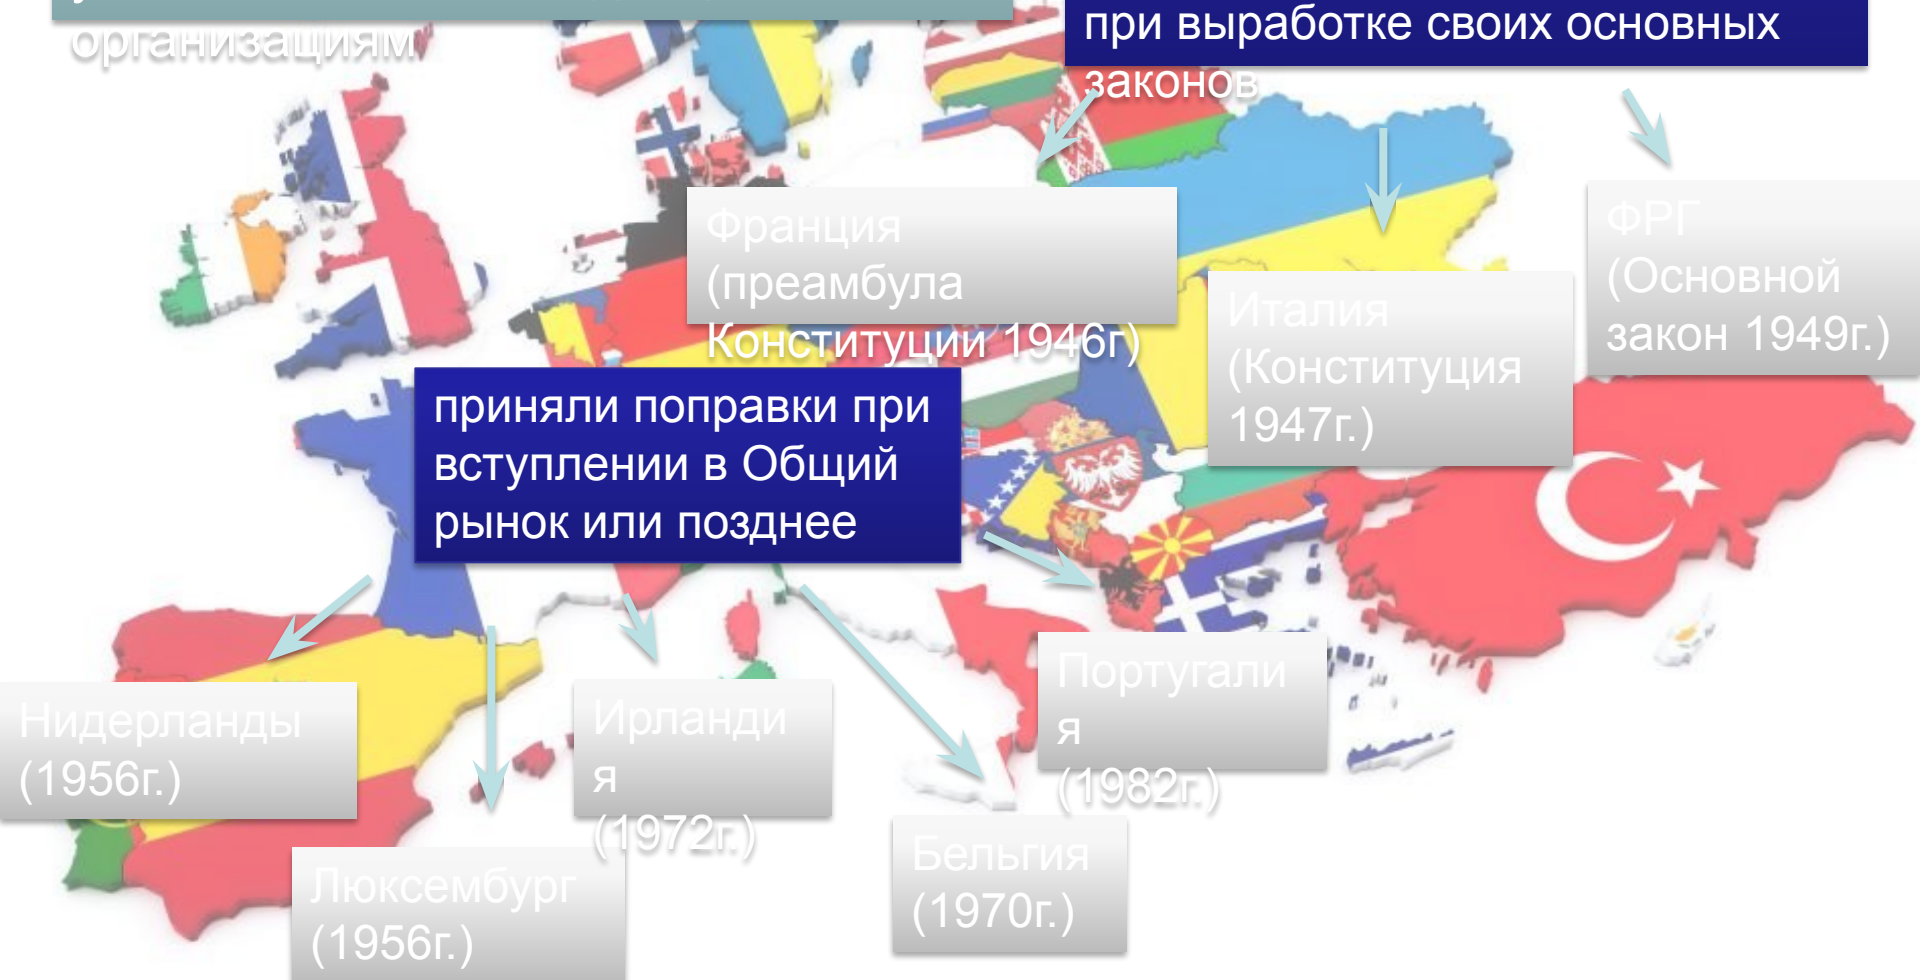 организациям
при выработке своих основных
законов
Франция
(преамбула
Конституции 1946г)
Италия
(Конституция
1947г.)
ФРГ
(Основной
закон 1949г.)
приняли поправки при
вступлении в Общий
рынок или позднее
Нидерланды
(1956г.)
Люксембург
(1956г.)
Ирланди
я
(1972г.)
Бельгия
(1970г.)
Португали
я
(1982г.)